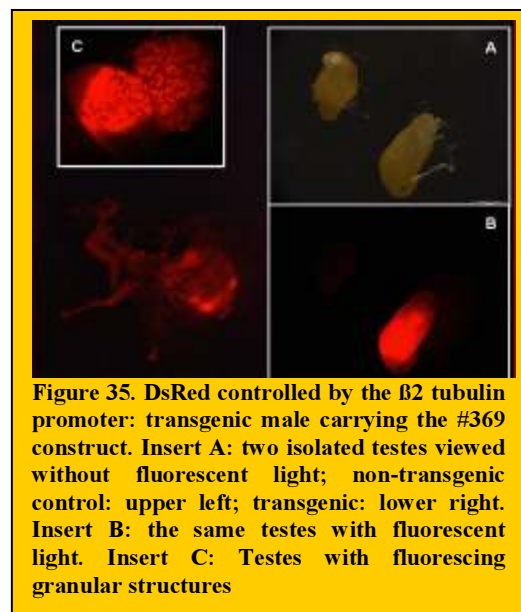 C
A
B
Figure 35. DsRed controlled by the ß2 tubulin
promoter: transgenic male carrying the #369
construct. Insert A: two isolated testes viewed
without fluorescent light; non-transgenic
control: upper left; transgenic: lower right.
Insert B: the same testes with fluorescent
light. Insert C: Testes with fluorescing
granular structures